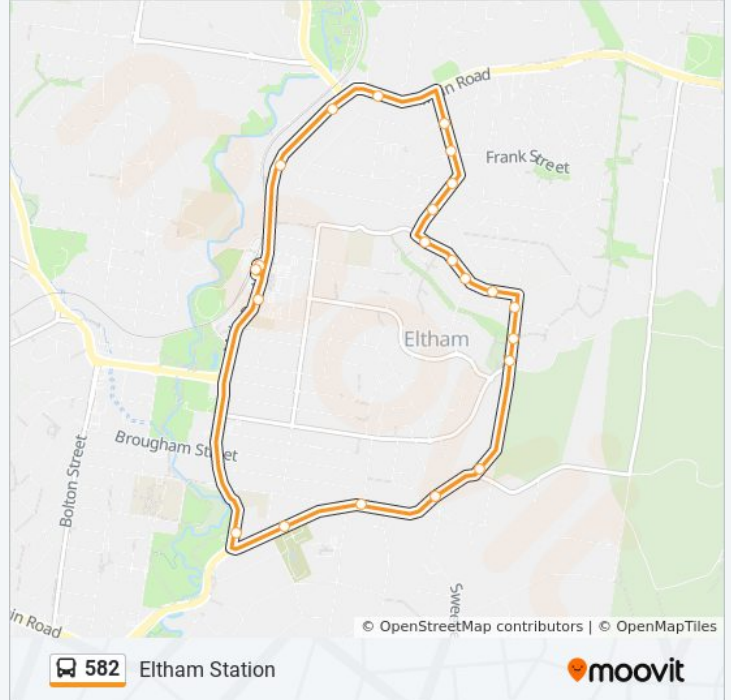 in Road
Frank Street
Eltham
Brougham Street
Bolton Street
in Road
© OpenStreetMap contributors | © OpenMapTiles
582 Eltham Station
moovit